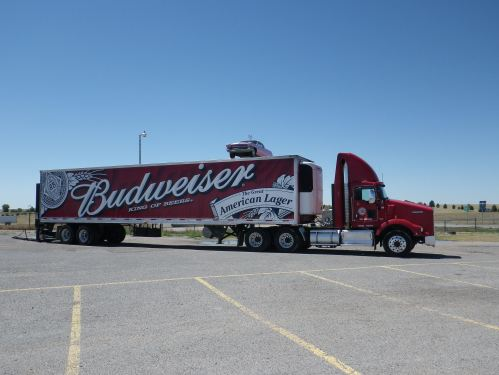 Budweiser
KING OF BEERS.
The Great
American Lager